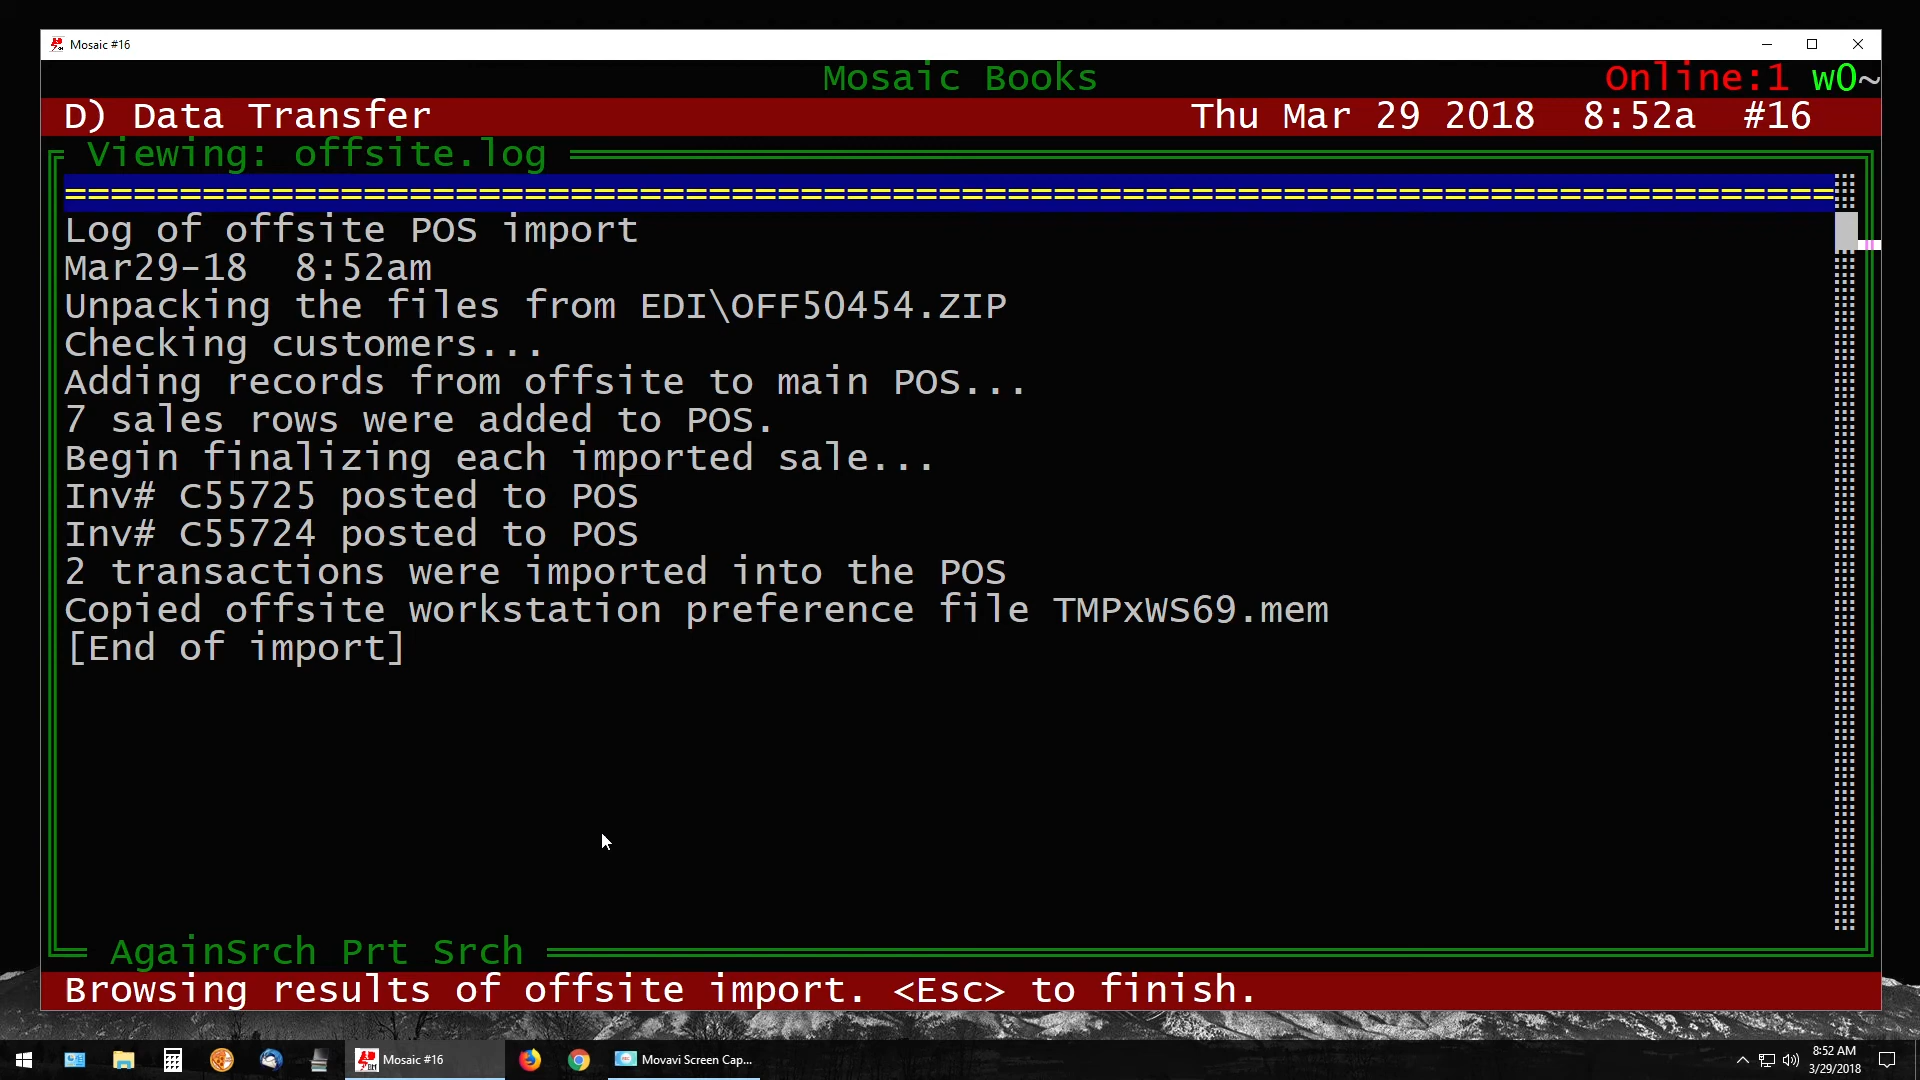 Mosaic #16
Mosaic Books
Online:1 wO~
D) Data Transfer
Thu Mar 29 2018 8:52a #16
Viewing: offsite.log
=============================================================================
Log of offsite POS import
Mar29-18 8:52am
Unpacking the files from EDI\OFF50454.ZIP
Checking customers...
Adding records from offsite to main POS...
7 sales rows were added to POS.
Begin finalizing each imported sale...
Inv# C55725 posted to POS
Inv# C55724 posted to POS
2 transactions were imported into the POS
Copied offsite workstation preference file TMPxWS69.mem
[End of import]
AgainSrch Prt Srch
Browsing results of offsite import. <Esc> to finish.
Mosaic #16
Movavi Screen Cap...
8:52 AM
3/29/2018